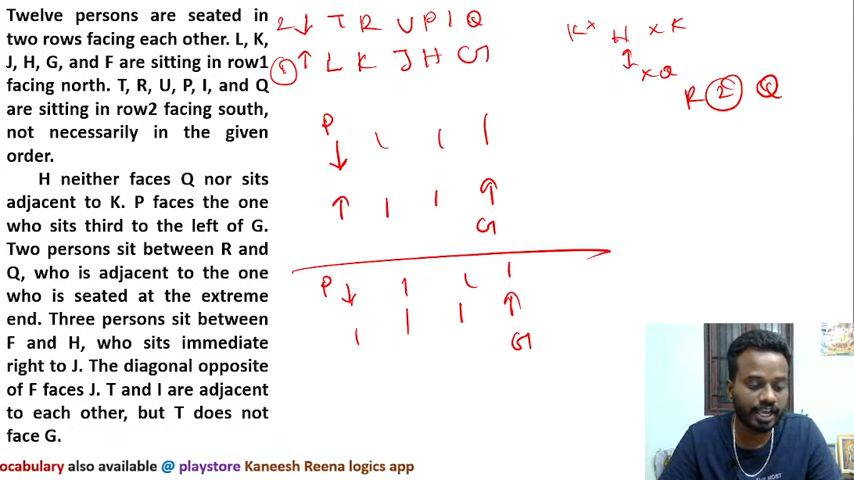 Twelve persons are seated in
two rows facing each other. L, K,
J, H, G, and F are sitting in row1
facing north. T, R, U, P, I, and Q
are sitting in row2 facing south,
not necessarily in the given
order.
H neither faces Q nor sits
adjacent to K. P faces the one
who sits third to the left of G.
Two persons sit between R and
Q, who is adjacent to the one
who is seated at the extreme
end. Three persons sit between
F and H, who sits immediate
right to J. The diagonal opposite
of F faces J. T and I are adjacent
to each other, but T does not
face G.
2 ↓ T R U P I Q
1 ↑ L K J H G
K x H x K
↕
x Q
R 2 Q
P
↓
↑ | | ↑
G
P ↓
↑
G
ocabulary also available @ playstore Kaneesh Reena logics app